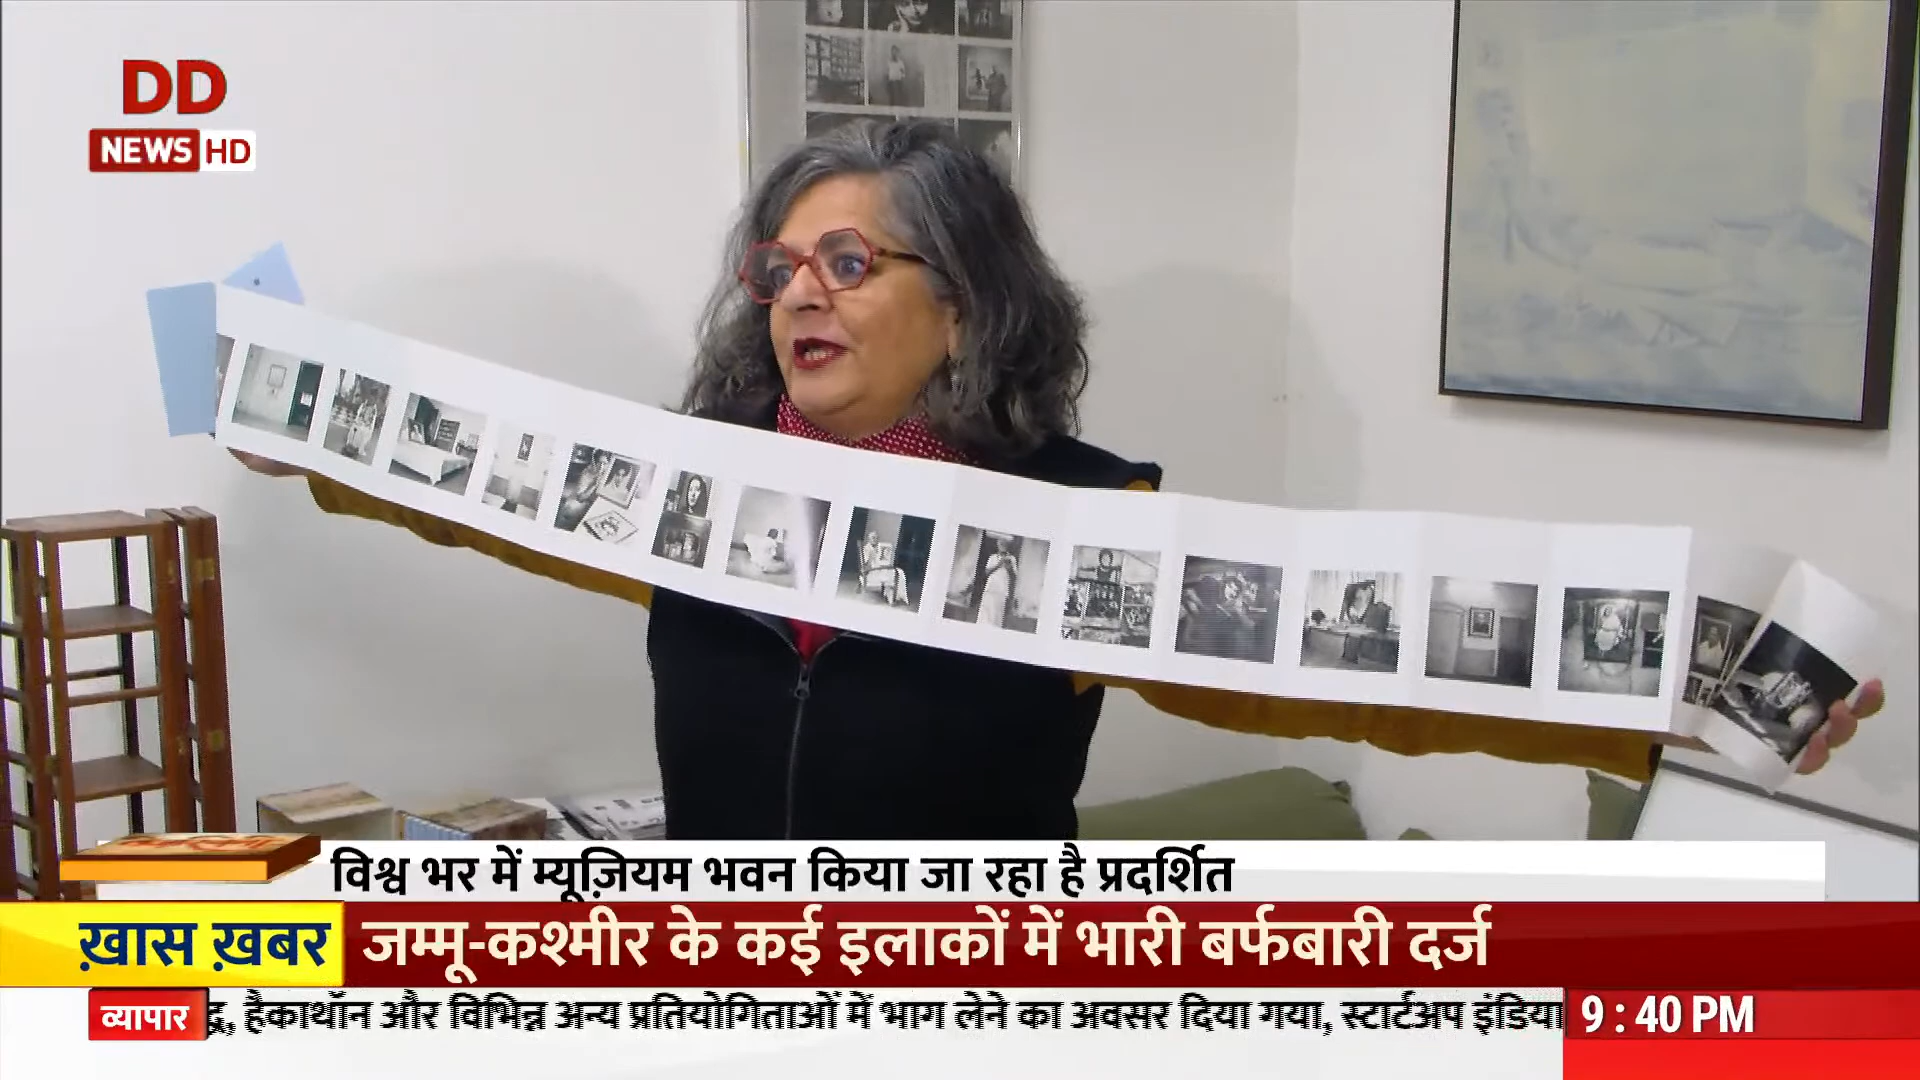 DD
NEWS HD
विश्व भर में म्यूज़ियम भवन किया जा रहा है प्रदर्शित
ख़ास ख़बर
जम्मू-कश्मीर के कई इलाकों में भारी बर्फबारी दर्ज
व्यापार
हैकाथॉन और विभिन्न अन्य प्रतियोगिताओं में भाग लेने का अवसर दिया गया, स्टार्टअप इंडिया
9 : 40 PM